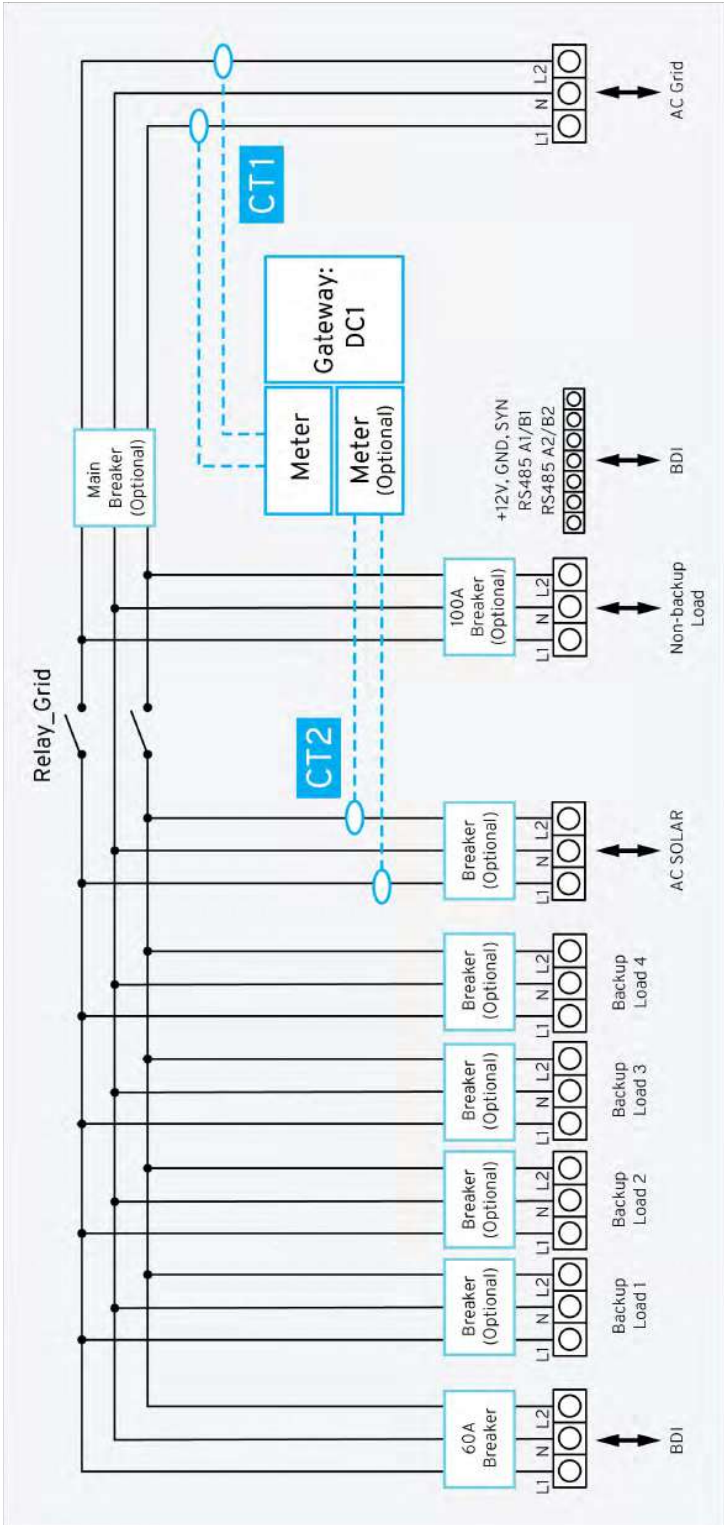 Relay_Grid
Main
Breaker
(Optional)
CT1
CT2
Meter
Meter
(Optional)
Gateway:
DC1
60A
Breaker
L1 N L2
BDI
Breaker
(Optional)
L1 N L2
Backup
Load 1
Breaker
(Optional)
L1 N L2
Backup
Load 2
Breaker
(Optional)
L1 N L2
Backup
Load 3
Breaker
(Optional)
L1 N L2
Backup
Load 4
Breaker
(Optional)
L1 N L2
AC SOLAR
100A
Breaker
(Optional)
L1 N L2
Non-backup
Load
+12V, GND, SYN
RS485 A1/B1
RS485 A2/B2
BDI
L1 N L2
AC Grid